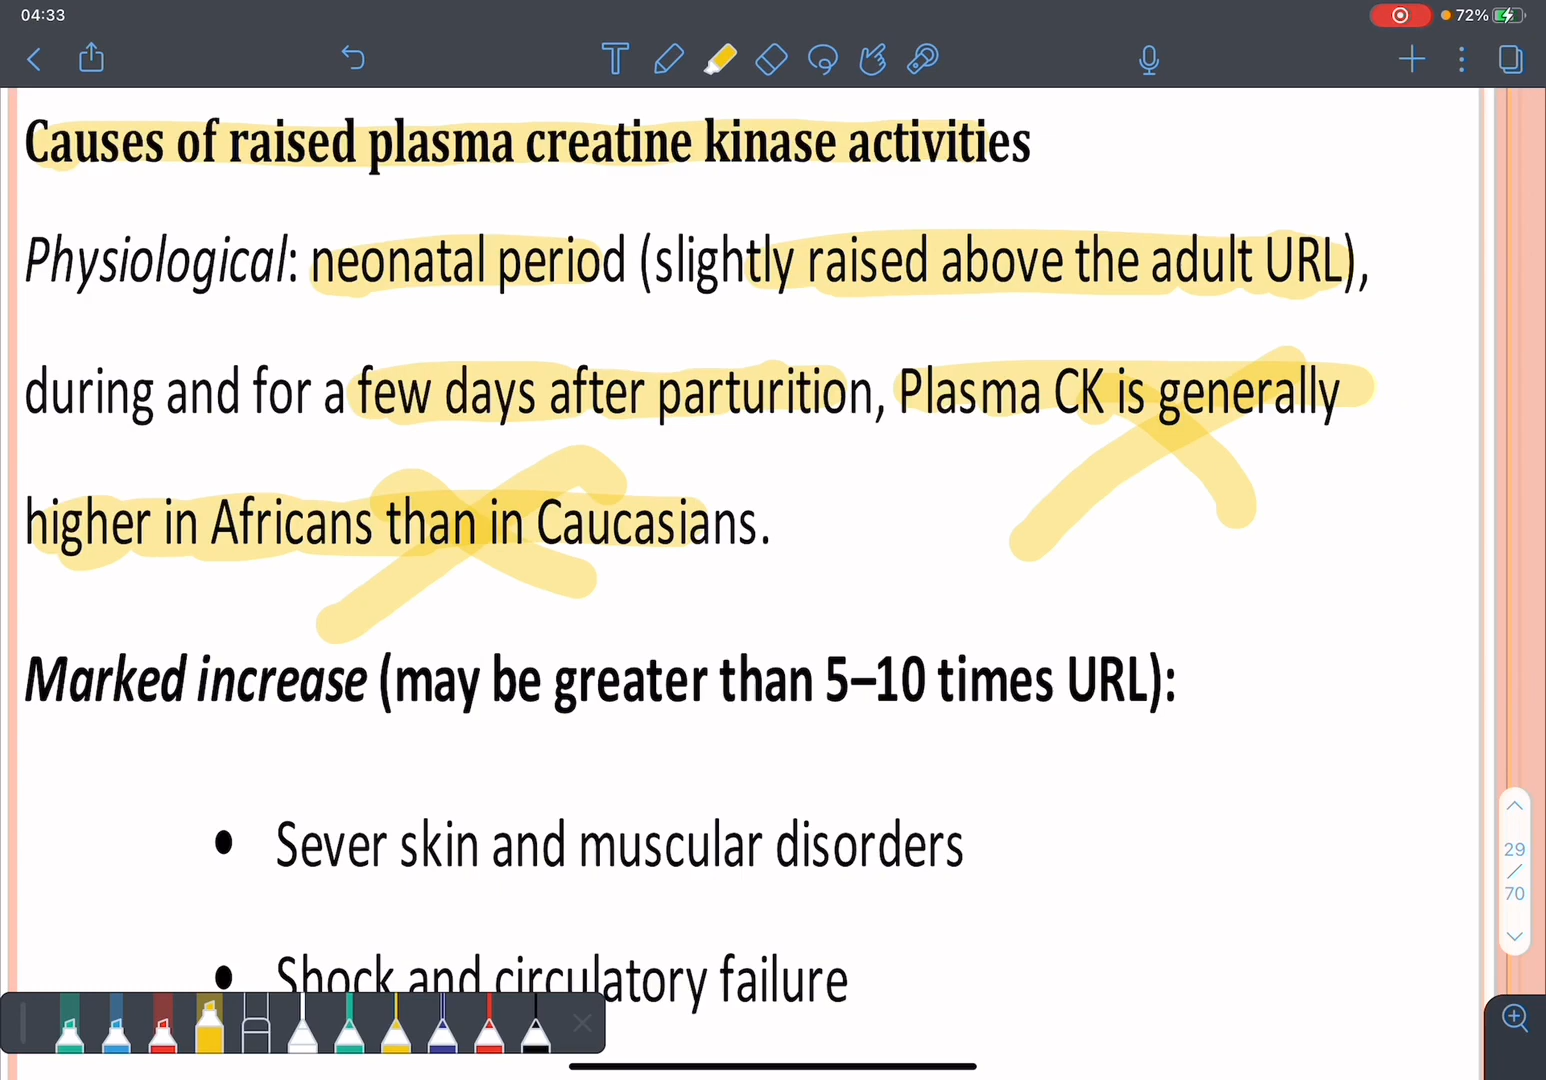 04:33
72%
Causes of raised plasma creatine kinase activities
Physiological: neonatal period (slightly raised above the adult URL),
during and for a few days after parturition, Plasma CK is generally
higher in Africans than in Caucasians.
Marked increase (may be greater than 5–10 times URL):
• Sever skin and muscular disorders
• Shock and circulatory failure
29
/
70